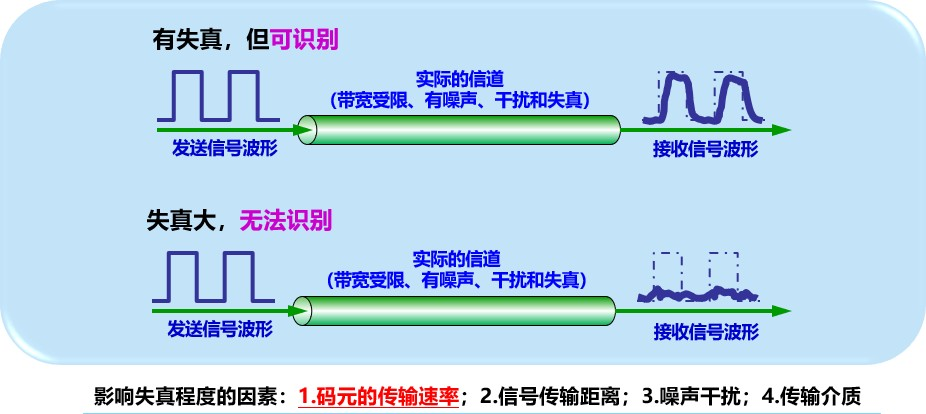 有失真，但可识别
实际的信道
（带宽受限、有噪声、干扰和失真）
发送信号波形
接收信号波形
失真大，无法识别
实际的信道
（带宽受限、有噪声、干扰和失真）
发送信号波形
接收信号波形
影响失真程度的因素：1.码元的传输速率；2.信号传输距离；3.噪声干扰；4.传输介质